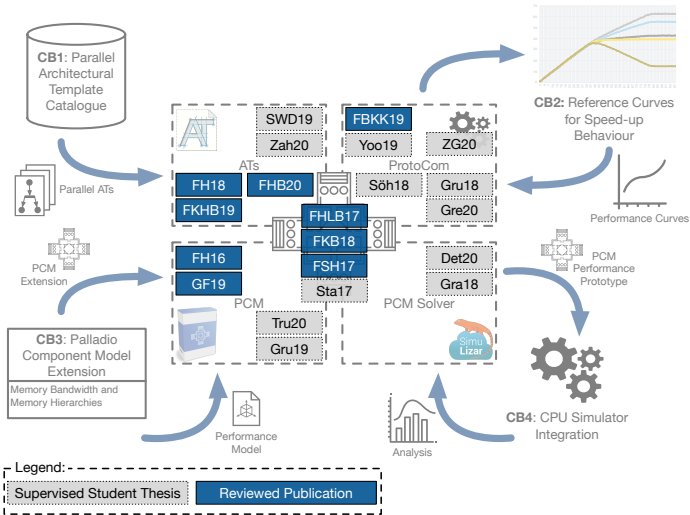 CB1: Parallel
Architectural
Template
Catalogue
Parallel ATs
PCM
Extension
CB3: Palladio
Component Model
Extension
Memory Bandwidth and
Memory Hierarchies
AT
SWD19
Zah20
ATs
FH18
FHB20
FKHB19
FBKK19
Yoo19
ZG20
ProtoCom
Söh18
Gru18
Gre20
FHLB17
FKB18
FSH17
Sta17
FH16
GF19
PCM
Tru20
Gru19
Det20
Gra18
PCM Solver
Simu
Lizar
CB2: Reference Curves
for Speed-up
Behaviour
Performance Curves
PCM
Performance
Prototype
CB4: CPU Simulator
Integration
Performance
Model
Analysis
Legend:
Supervised Student Thesis
Reviewed Publication